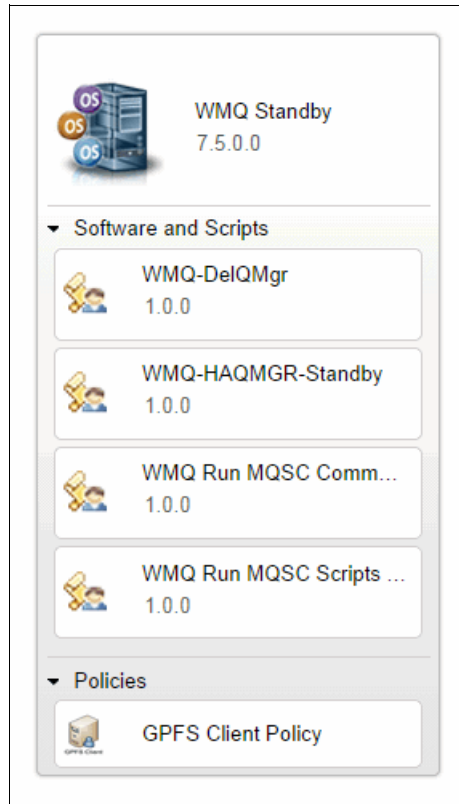 OS
OS
OS
WMQ Standby
7.5.0.0
Software and Scripts
WMQ-DelQMgr
1.0.0
WMQ-HAQMGR-Standby
1.0.0
WMQ Run MQSC Comm...
1.0.0
WMQ Run MQSC Scripts ...
1.0.0
Policies
GPFS Client
GPFS Client Policy